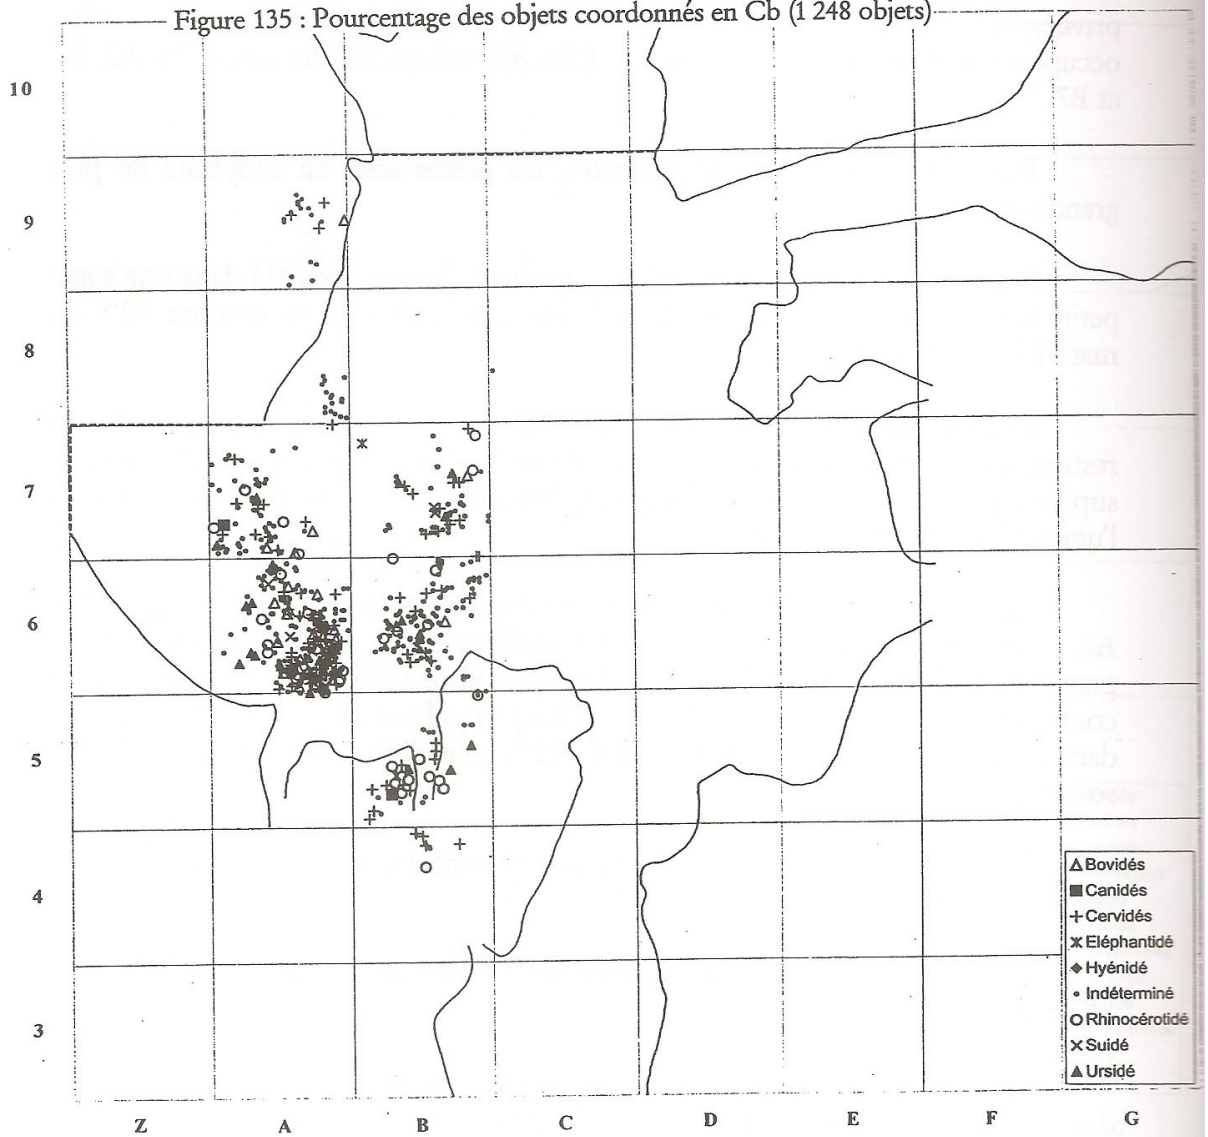 Figure 135 : Pourcentage des objets coordonnés en Cb (1 248 objets)
10
9
8
7
6
5
4
3
Z A B C D E F G
Bovidés
Canidés
Cervidés
Eléphantidé
Hyénidé
Indéterminé
Rhinocérotidé
Suidé
Ursidé